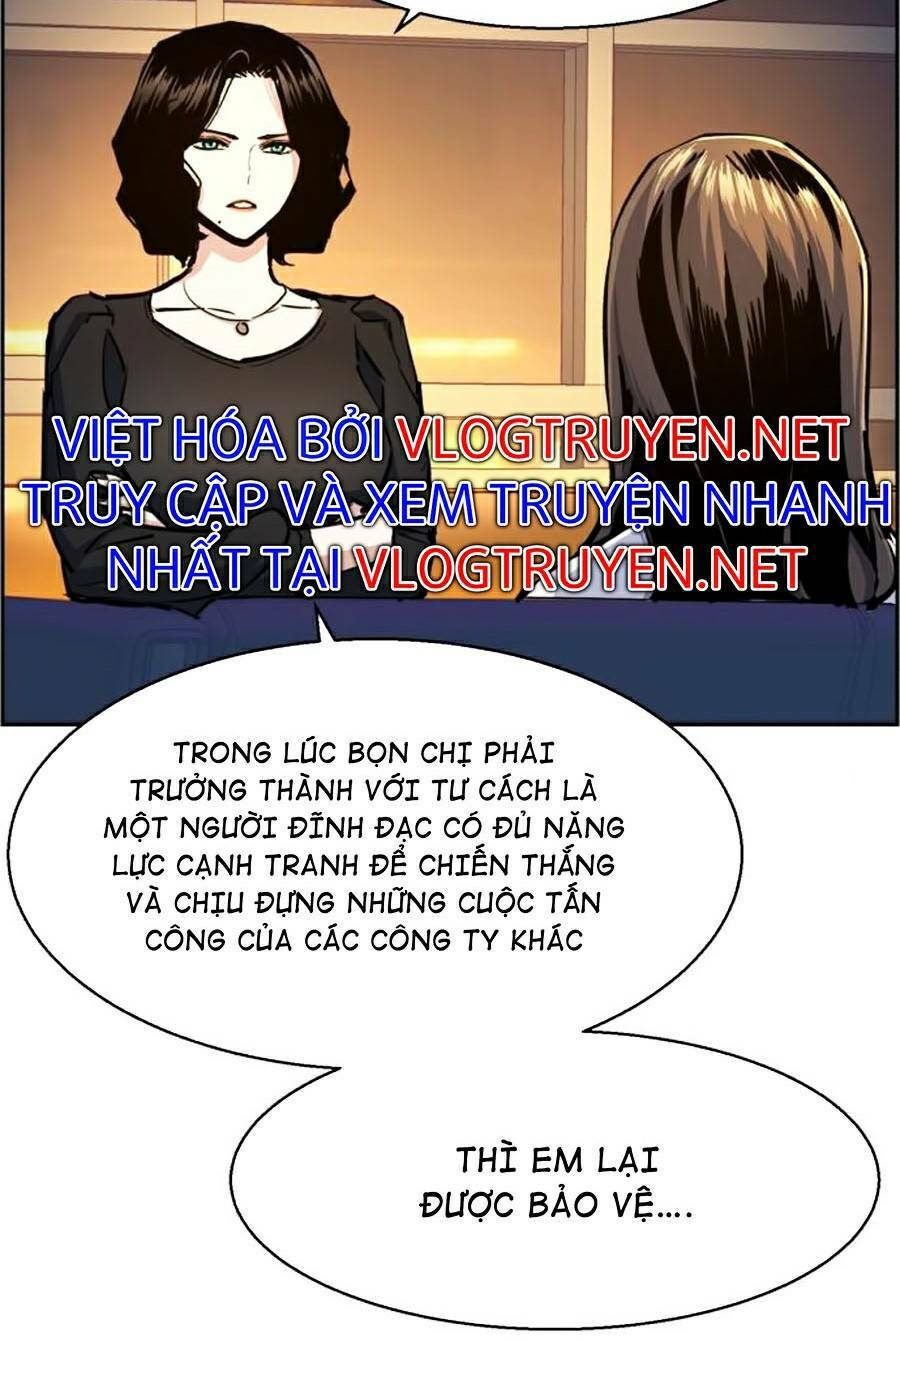 VIỆT HÓA BỞI VLOGTRUYEN.NET
TRUY CẬP VÀ XEM TRUYỆN NHANH
NHẤT TẠI VLOGTRUYEN.NET
TRONG LÚC BỌN CHỊ PHẢI
TRƯỞNG THÀNH VỚI TƯ CÁCH LÀ
MỘT NGƯỜI ĐĨNH ĐẠC CÓ ĐỦ NĂNG
LỰC CẠNH TRANH ĐỂ CHIẾN THẮNG
VÀ CHỊU ĐỰNG NHỮNG CUỘC TẤN
CÔNG CỦA CÁC CÔNG TY KHÁC
THÌ EM LẠI
ĐƯỢC BẢO VỆ....